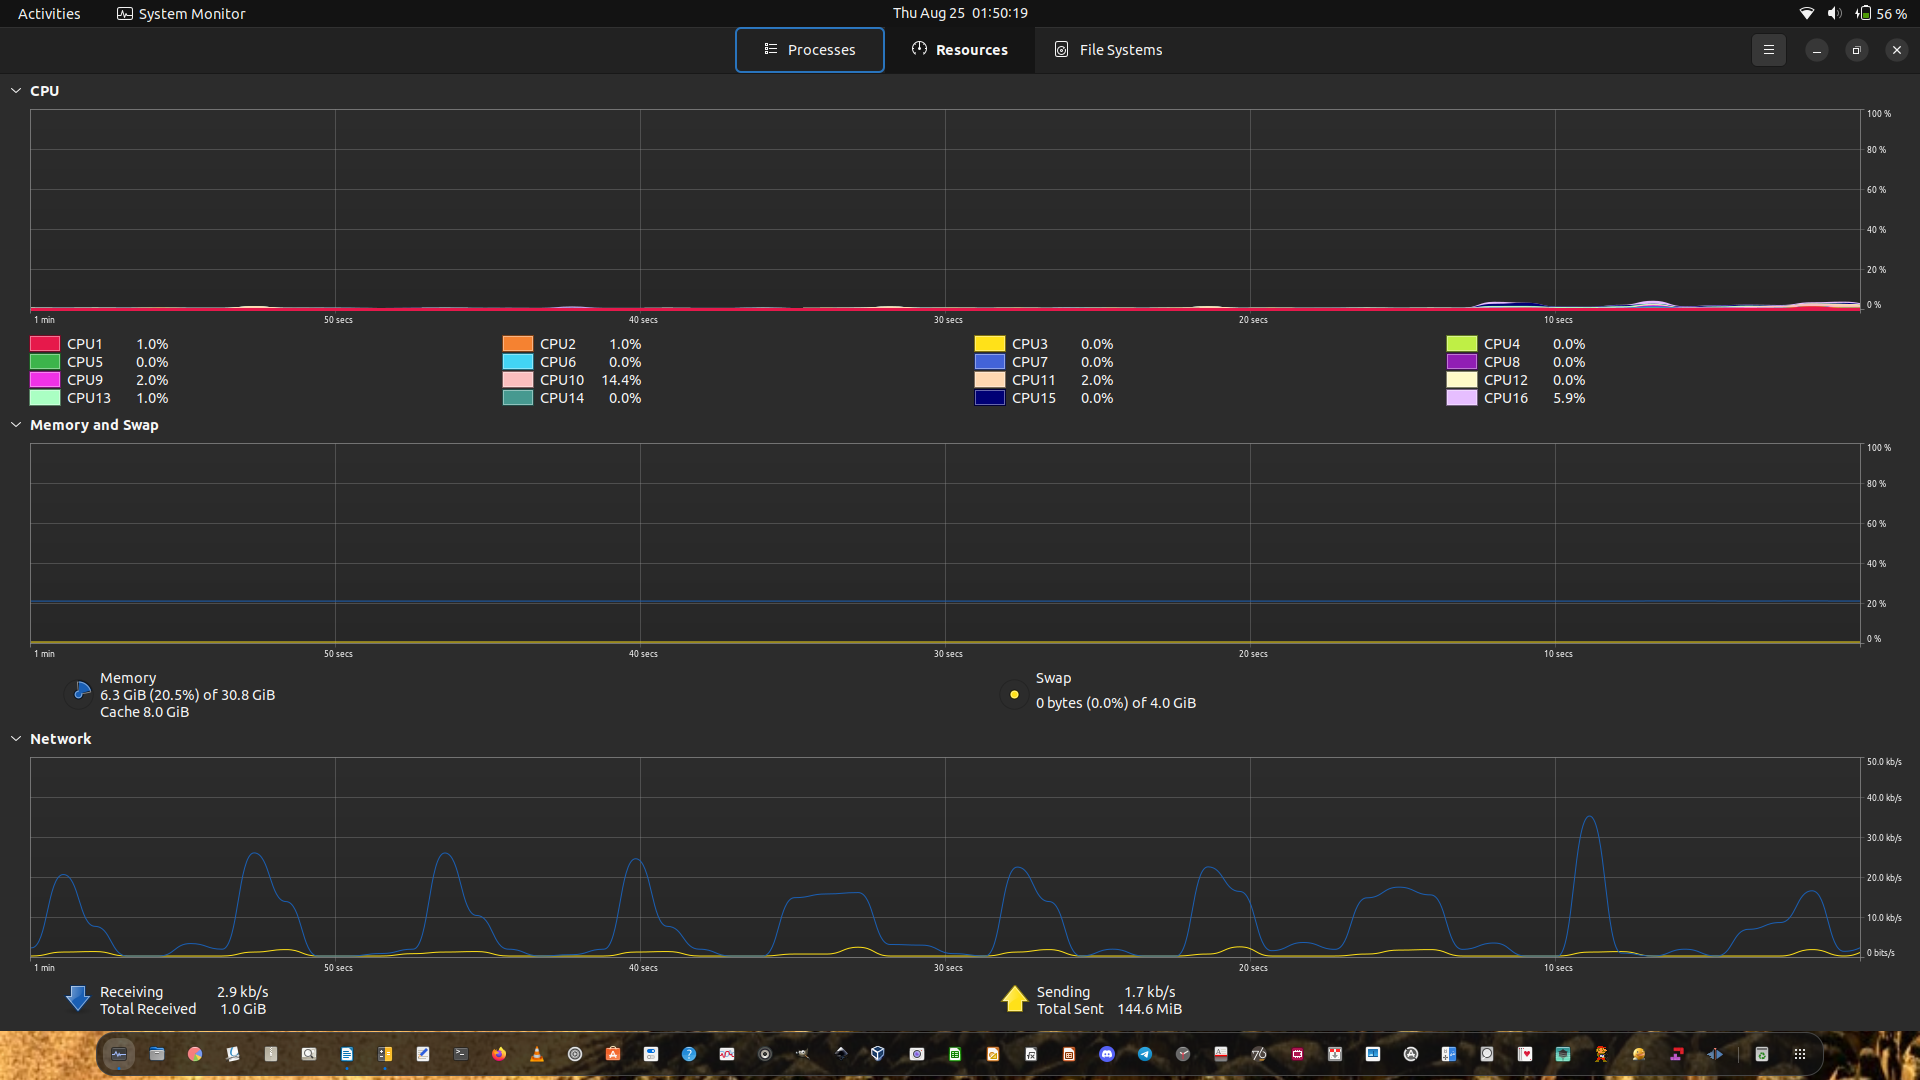 Activities System Monitor Thu Aug 25 01:50:19 56 %
Processes Resources File Systems
CPU
100 %
80 %
60 %
40 %
20 %
0 %
1 min 50 secs 40 secs 30 secs 20 secs 10 secs
CPU1 1.0% CPU2 1.0% CPU3 0.0% CPU4 0.0%
CPU5 0.0% CPU6 0.0% CPU7 0.0% CPU8 0.0%
CPU9 2.0% CPU10 14.4% CPU11 2.0% CPU12 0.0%
CPU13 1.0% CPU14 0.0% CPU15 0.0% CPU16 5.9%
Memory and Swap
100 %
80 %
60 %
40 %
20 %
0 %
1 min 50 secs 40 secs 30 secs 20 secs 10 secs
Memory
6.3 GiB (20.5%) of 30.8 GiB
Cache 8.0 GiB
Swap
0 bytes (0.0%) of 4.0 GiB
Network
50.0 kb/s
40.0 kb/s
30.0 kb/s
20.0 kb/s
10.0 kb/s
0 bits/s
1 min 50 secs 40 secs 30 secs 20 secs 10 secs
Receiving 2.9 kb/s
Total Received 1.0 GiB
Sending 1.7 kb/s
Total Sent 144.6 MiB
76